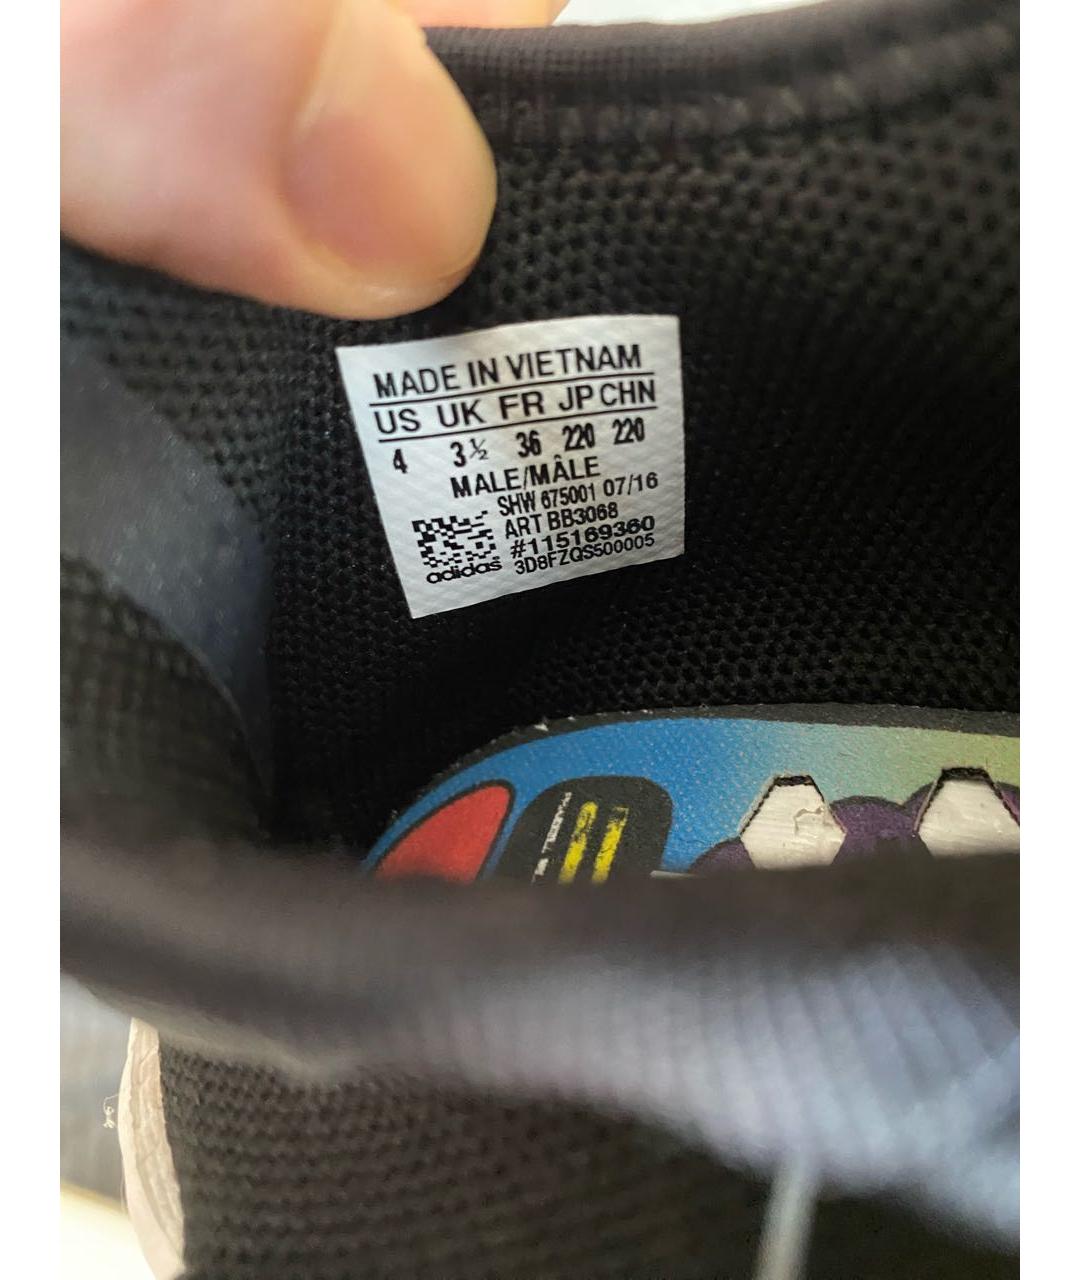 MADE IN VIETNAM
US UK FR JP CHN
4 3½ 36 220 220
MALE/MÂLE
SHW 675001 07/16
ART BB3068
#115169360
adidas 3D8FZQS500005